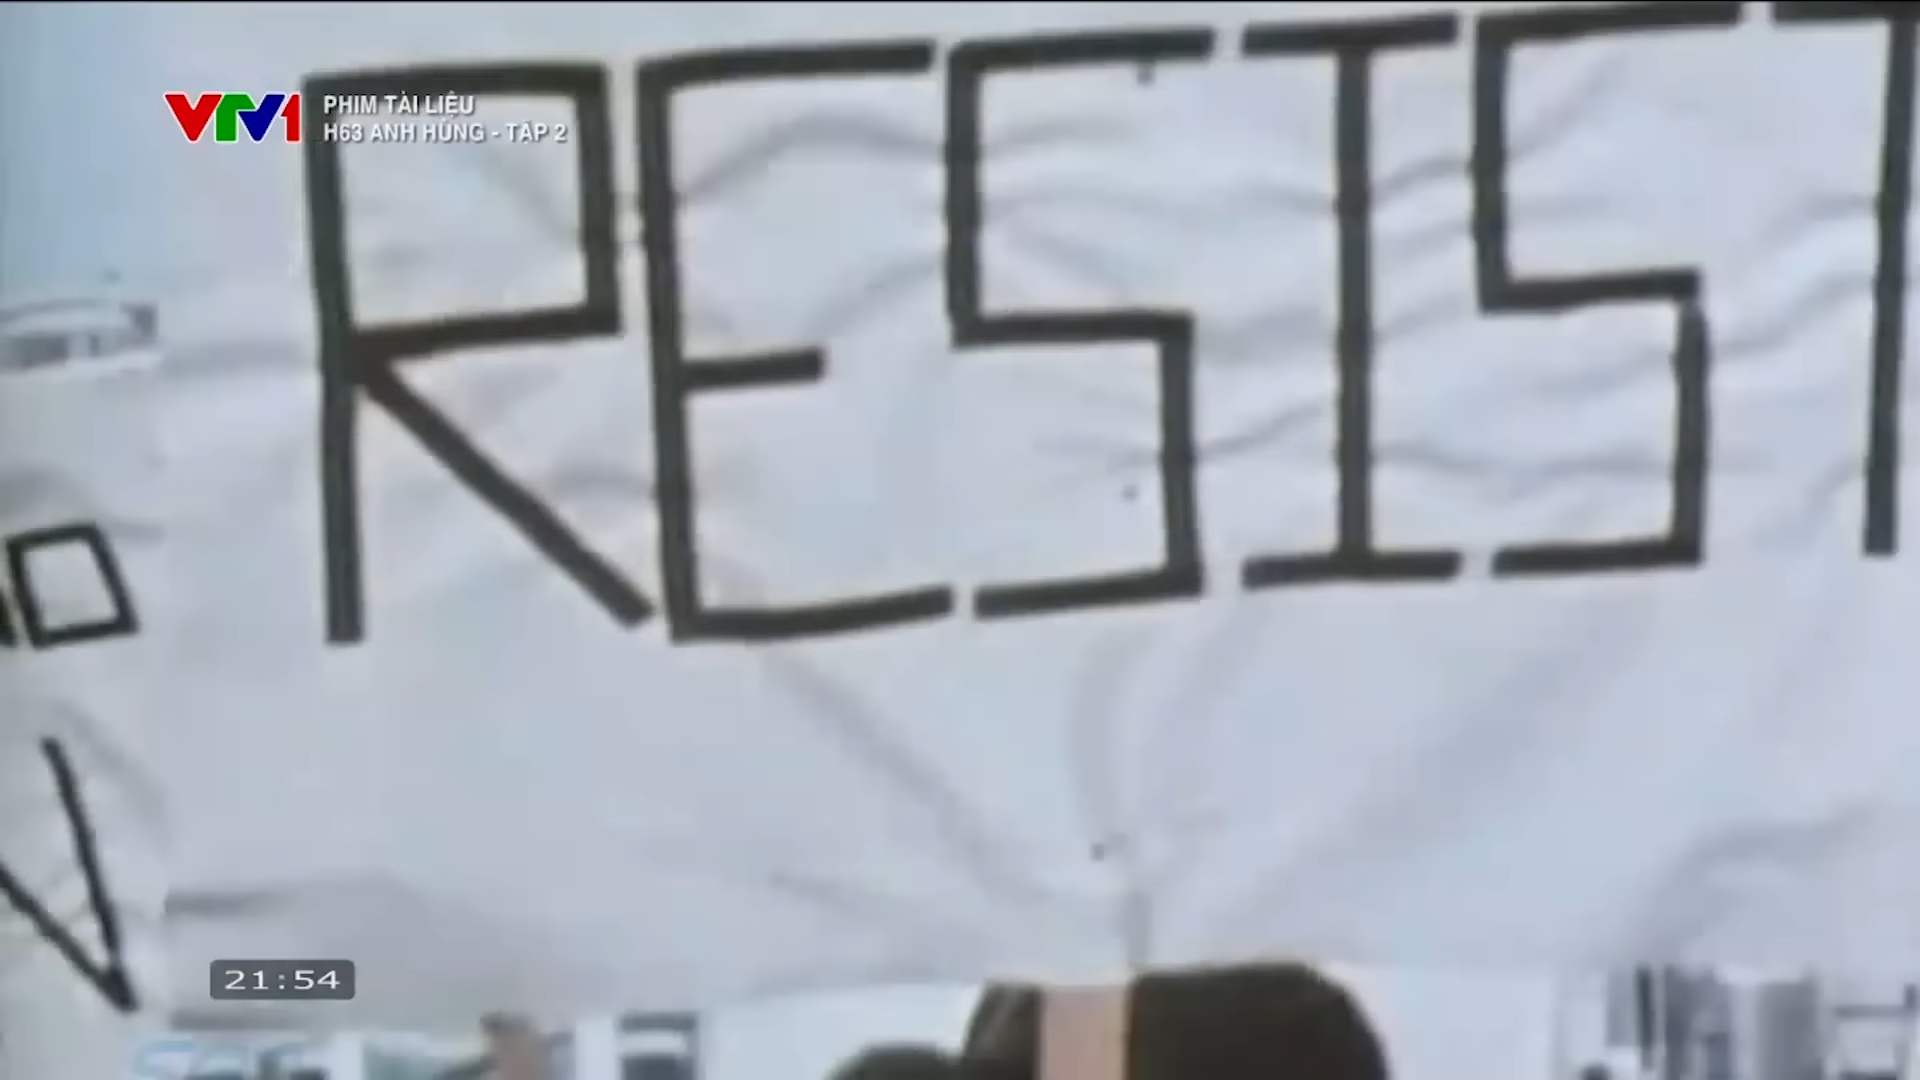 RESIST
VTV1
PHIM TÀI LIỆU
H63 ANH HÙNG - TẬP 2
21:54